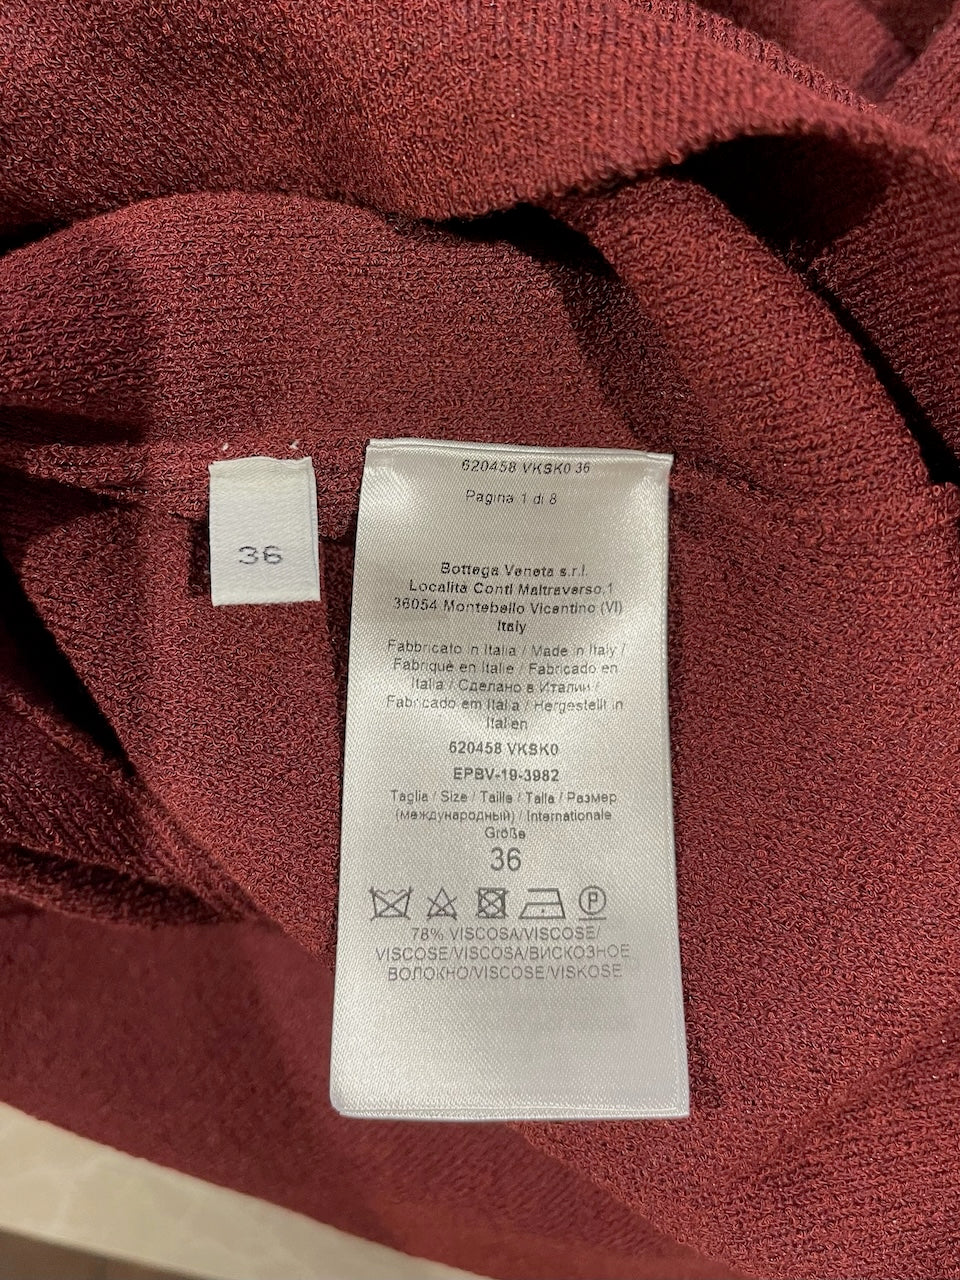 36
620458 VKSK0 36
Pagina 1 di 8
Bottega Veneta s.r.l.
Località Conti Maltraverso,1
36054 Montebello Vicentino (VI)
Italy
Fabbricato in Italia / Made in Italy /
Fabriqué en Italie / Fabricado en
Italia / Сделано в Италии /
Fabricado em Itália / Hergestellt in
Italien
620458 VKSK0
EPBV-19-3982
Taglia / Size / Taille / Talla / Размер
(международный) / Internationale
Größe
36
P
78% VISCOSA/VISCOSE/
VISCOSE/VISCOSA/ВИСКОЗНОЕ
ВОЛОКНО/VISCOSE/VISKOSE